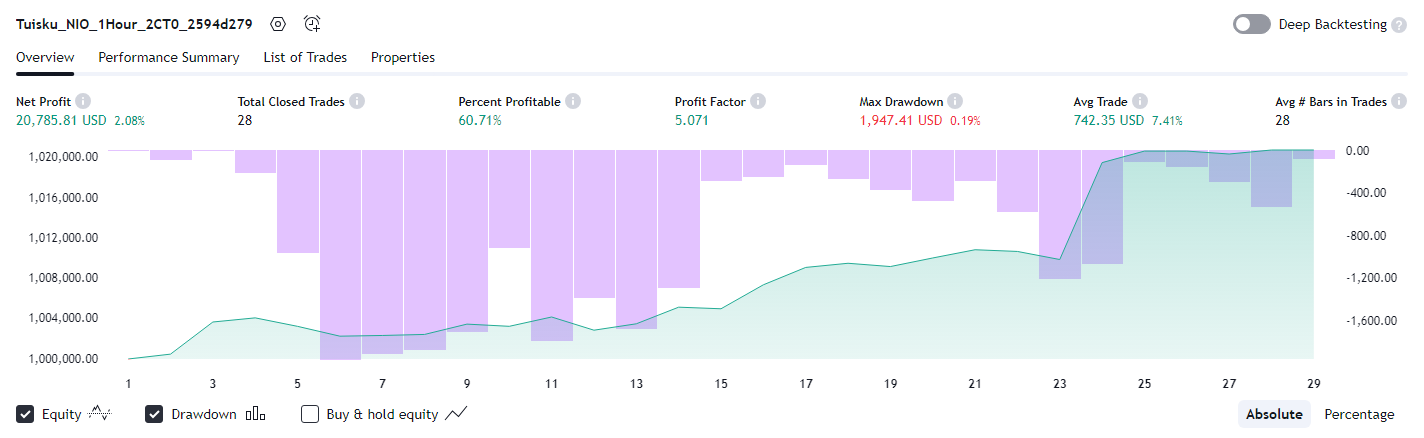 Tuisku_NIO_1Hour_2CT0_2594d279 Deep Backtesting ?
Overview Performance Summary List of Trades Properties
Net Profit i Total Closed Trades i Percent Profitable i Profit Factor i Max Drawdown i Avg Trade i Avg # Bars in Trades i
20,785.81 USD 2.08% 28 60.71% 5.071 1,947.41 USD 0.19% 742.35 USD 7.41% 28
1,020,000.00 0.00
1,016,000.00 -400.00
1,012,000.00 -800.00
1,008,000.00 -1,200.00
1,004,000.00 -1,600.00
1,000,000.00
1 3 5 7 9 11 13 15 17 19 21 23 25 27 29
Equity Drawdown Buy & hold equity Absolute Percentage